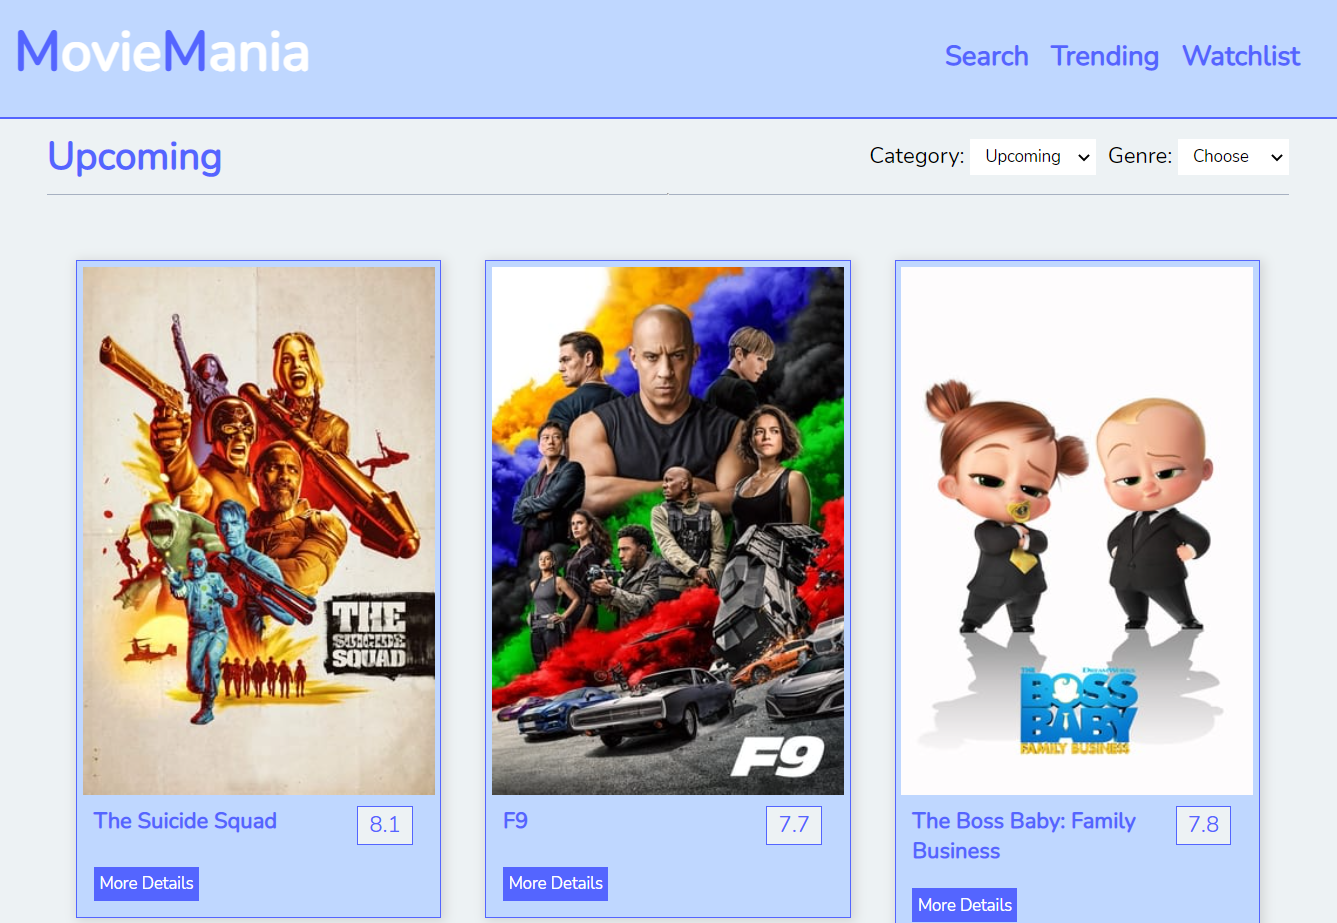 MovieMania
Search Trending Watchlist
Upcoming
Category: Upcoming Genre: Choose
THE
SUICIDE
SQUAD
F9
THE DREAMWORKS
BOSS
BABY
FAMILY BUSINESS
The Suicide Squad 8.1
More Details
F9 7.7
More Details
The Boss Baby: Family
Business
7.8
More Details